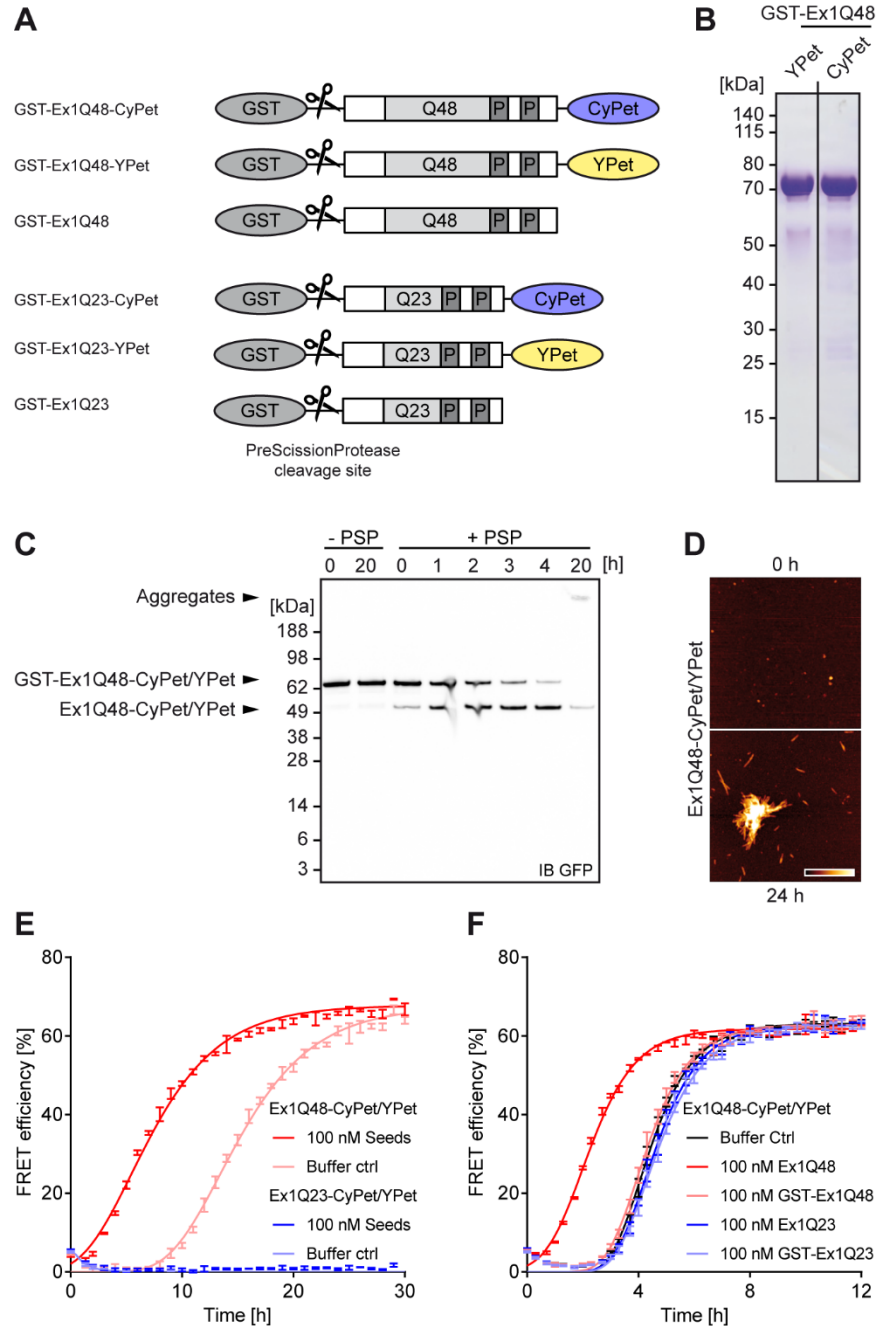 A
GST-Ex1Q48-CyPet GST Q48 P P CyPet
GST-Ex1Q48-YPet GST Q48 P P YPet
GST-Ex1Q48 GST Q48 P P
GST-Ex1Q23-CyPet GST Q23 P P CyPet
GST-Ex1Q23-YPet GST Q23 P P YPet
GST-Ex1Q23 GST Q23 P P
PreScissionProtease
cleavage site
B
GST-Ex1Q48
YPet CyPet
[kDa]
140
115
80
70
50
40
30
25
15
C
- PSP + PSP
0 20 0 1 2 3 4 20 [h]
Aggregates
[kDa]
188
98
GST-Ex1Q48-CyPet/YPet
62
Ex1Q48-CyPet/YPet
49
38
28
14
6
3
IB GFP
D
0 h
Ex1Q48-CyPet/YPet
24 h
E
80
60
40
20
0
FRET efficiency [%]
Ex1Q48-CyPet/YPet
100 nM Seeds
Buffer ctrl
Ex1Q23-CyPet/YPet
100 nM Seeds
Buffer ctrl
0 10 20 30
Time [h]
F
80
60
40
20
0
FRET efficiency [%]
Ex1Q48-CyPet/YPet
Buffer Ctrl
100 nM Ex1Q48
100 nM GST-Ex1Q48
100 nM Ex1Q23
100 nM GST-Ex1Q23
0 4 8 12
Time [h]